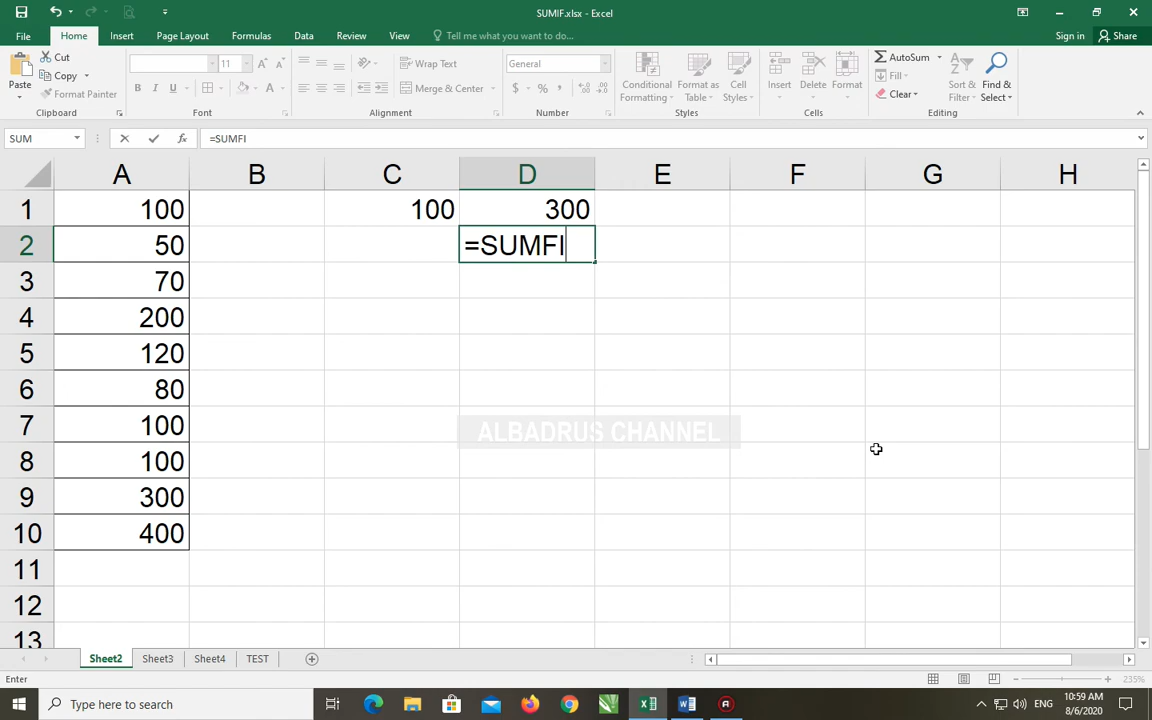 SUMIF.xlsx - Excel
File Home Insert Page Layout Formulas Data Review View Tell me what you want to do... Sign in Share
Paste
Cut
Copy
Format Painter
11
Wrap Text
Merge & Center
General
Conditional Formatting
Format as Table
Cell Styles
Insert Delete Format
AutoSum
Fill
Clear
Sort & Filter
Find & Select
Clipboard Font Alignment Number Styles Cells Editing
SUM =SUMFI
A B C D E F G H
1 100 100 300
2 50 =SUMFI
3 70
4 200
5 120
6 80
7 100
ALBADRUS CHANNEL
8 100
9 300
10 400
11
12
13
Sheet2 Sheet3 Sheet4 TEST
Enter 235%
Type here to search
ENG
10:59 AM
8/6/2020